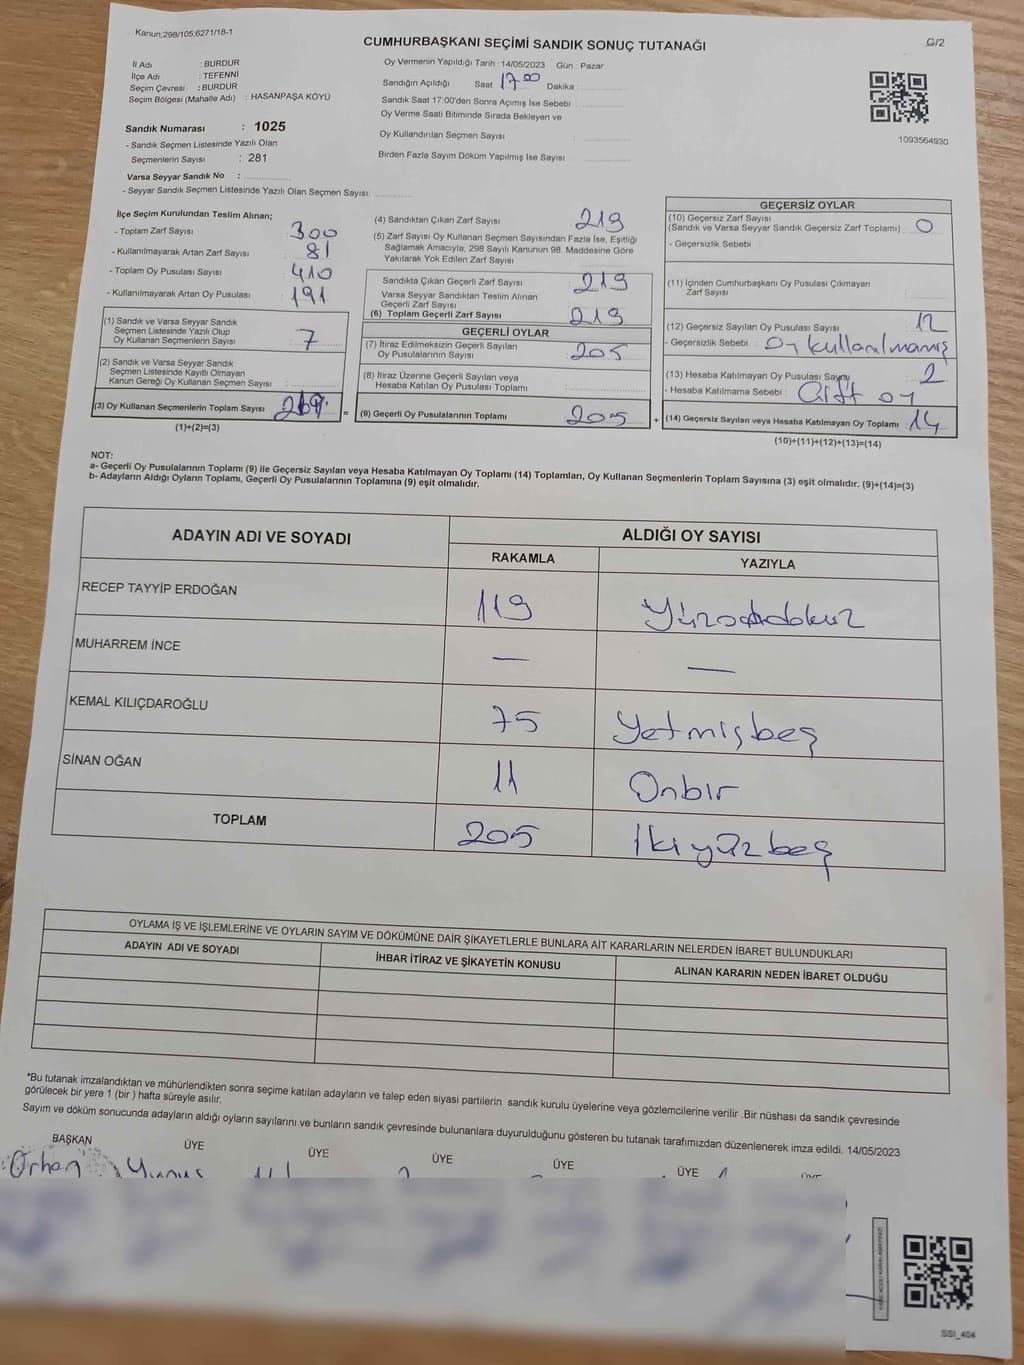 Kanun,298/105,6271/18-1
CUMHURBAŞKANI SEÇİMİ SANDIK SONUÇ TUTANAĞI
G/2
İl Adı : BURDUR
İlçe Adı : TEFENNİ
Seçim Çevresi : BURDUR
Seçim Bölgesi (Mahalle Adı) : HASANPAŞA KÖYÜ
Sandık Numarası : 1025
- Sandık Seçmen Listesinde Yazılı Olan
Seçmenlerin Sayısı : 281
Varsa Seyyar Sandık No :
- Seyyar Sandık Seçmen Listesinde Yazılı Olan Seçmen Sayısı:
Oy Vermenin Yapıldığı Tarih : 14/05/2023 Gün : Pazar
Sandığın Açıldığı Saat 17 00 Dakika :
Sandık Saat 17:00'den Sonra Açımış İse Sebebi :
Oy Verme Saati Bitiminde Sırada Bekleyen ve
Oy Kullandırılan Seçmen Sayısı :
Birden Fazla Sayım Döküm Yapılmış İse Sayısı :
1093564930
İlçe Seçim Kurulundan Teslim Alınan;
- Toplam Zarf Sayısı : 300
- Kullanılmayarak Artan Zarf Sayısı : 81
- Toplam Oy Pusulası Sayısı : 410
- Kullanılmayarak Artan Oy Pusulası : 191
(1) Sandık ve Varsa Seyyar Sandık
Seçmen Listesinde Yazılı Olup
Oy Kullanan Seçmenlerin Sayısı : 7
(2) Sandık ve Varsa Seyyar Sandık
Seçmen Listesinde Kayıtlı Olmayan
Kanun Gereği Oy Kullanan Seçmen Sayısı :
(3) Oy Kullanan Seçmenlerin Toplam Sayısı :
(1)+(2)=(3)
(4) Sandıktan Çıkan Zarf Sayısı : 219
(5) Zarf Sayısı Oy Kullanan Seçmen Sayısından Fazla İse, Eşitliği
Sağlamak Amacıyla, 298 Sayılı Kanunun 98. Maddesine Göre
Yakılarak Yok Edilen Zarf Sayısı :
Sandıkta Çıkan Geçerli Zarf Sayısı : 219
Varsa Seyyar Sandıktan Teslim Alınan
Geçerli Zarf Sayısı :
(6) Toplam Geçerli Zarf Sayısı : 219
GEÇERLİ OYLAR
(7) İtiraz Edilmeksizin Geçerli Sayılan
Oy Pusulalarının Sayısı : 205
(8) İtiraz Üzerine Geçerli Sayılan veya
Hesaba Katılan Oy Pusulası Toplamı :
= (9) Geçerli Oy Pusulalarının Toplamı : 205 +
GEÇERSİZ OYLAR
(10) Geçersiz Zarf Sayısı
(Sandık ve Varsa Seyyar Sandık Geçersiz Zarf Toplamı) : 0
- Geçersizlik Sebebi :
(11) İçinden Cumhurbaşkanı Oy Pusulası Çıkmayan
Zarf Sayısı :
(12) Geçersiz Sayılan Oy Pusulası Sayısı : 12
- Geçersizlik Sebebi : Oy kullanılmamış
(13) Hesaba Katılmayan Oy Pusulası Sayısı : 2
- Hesaba Katılmama Sebebi : Çift oy
(14) Geçersiz Sayılan veya Hesaba Katılmayan Oy Toplamı : 14
(10)+(11)+(12)+(13)=(14)
NOT:
a- Geçerli Oy Pusulalarının Toplamı (9) ile Geçersiz Sayılan veya Hesaba Katılmayan Oy Toplamı (14) Toplamları, Oy Kullanan Seçmenlerin Toplam Sayısına (3) eşit olmalıdır. (9)+(14)=(3)
b- Adayların Aldığı Oyların Toplamı, Geçerli Oy Pusulalarının Toplamına (9) eşit olmalıdır.
ADAYIN ADI VE SOYADI ALDIĞI OY SAYISI
RAKAMLA YAZIYLA
RECEP TAYYİP ERDOĞAN 119 Yüzondokuz
MUHARREM İNCE — —
KEMAL KILIÇDAROĞLU 75 Yetmişbeş
SİNAN OĞAN 11 Onbir
TOPLAM 205 İkiyüzbeş
OYLAMA İŞ VE İŞLEMLERİNE VE OYLARIN SAYIM VE DÖKÜMÜNE DAİR ŞİKAYETLERLE BUNLARA AİT KARARLARIN NELERDEN İBARET BULUNDUKLARI
ADAYIN ADI VE SOYADI İHBAR İTİRAZ VE ŞİKAYETİN KONUSU ALINAN KARARIN NEDEN İBARET OLDUĞU
*Bu tutanak imzalandıktan ve mühürlendikten sonra seçime katılan adayların ve talep eden siyasi partilerin sandık kurulu üyelerine veya gözlemcilerine verilir .Bir nüshası da sandık çevresinde
görülecek bir yere 1 (bir ) hafta süreyle asılır.
Sayım ve döküm sonucunda adayların aldığı oyların sayılarını ve bunların sandık çevresinde bulunanlara duyurulduğunu gösteren bu tutanak tarafımızdan düzenlenerek imza edildi. 14/05/2023
BAŞKAN ÜYE ÜYE ÜYE ÜYE ÜYE ÜYE
Orhan Yunus
SSI_404